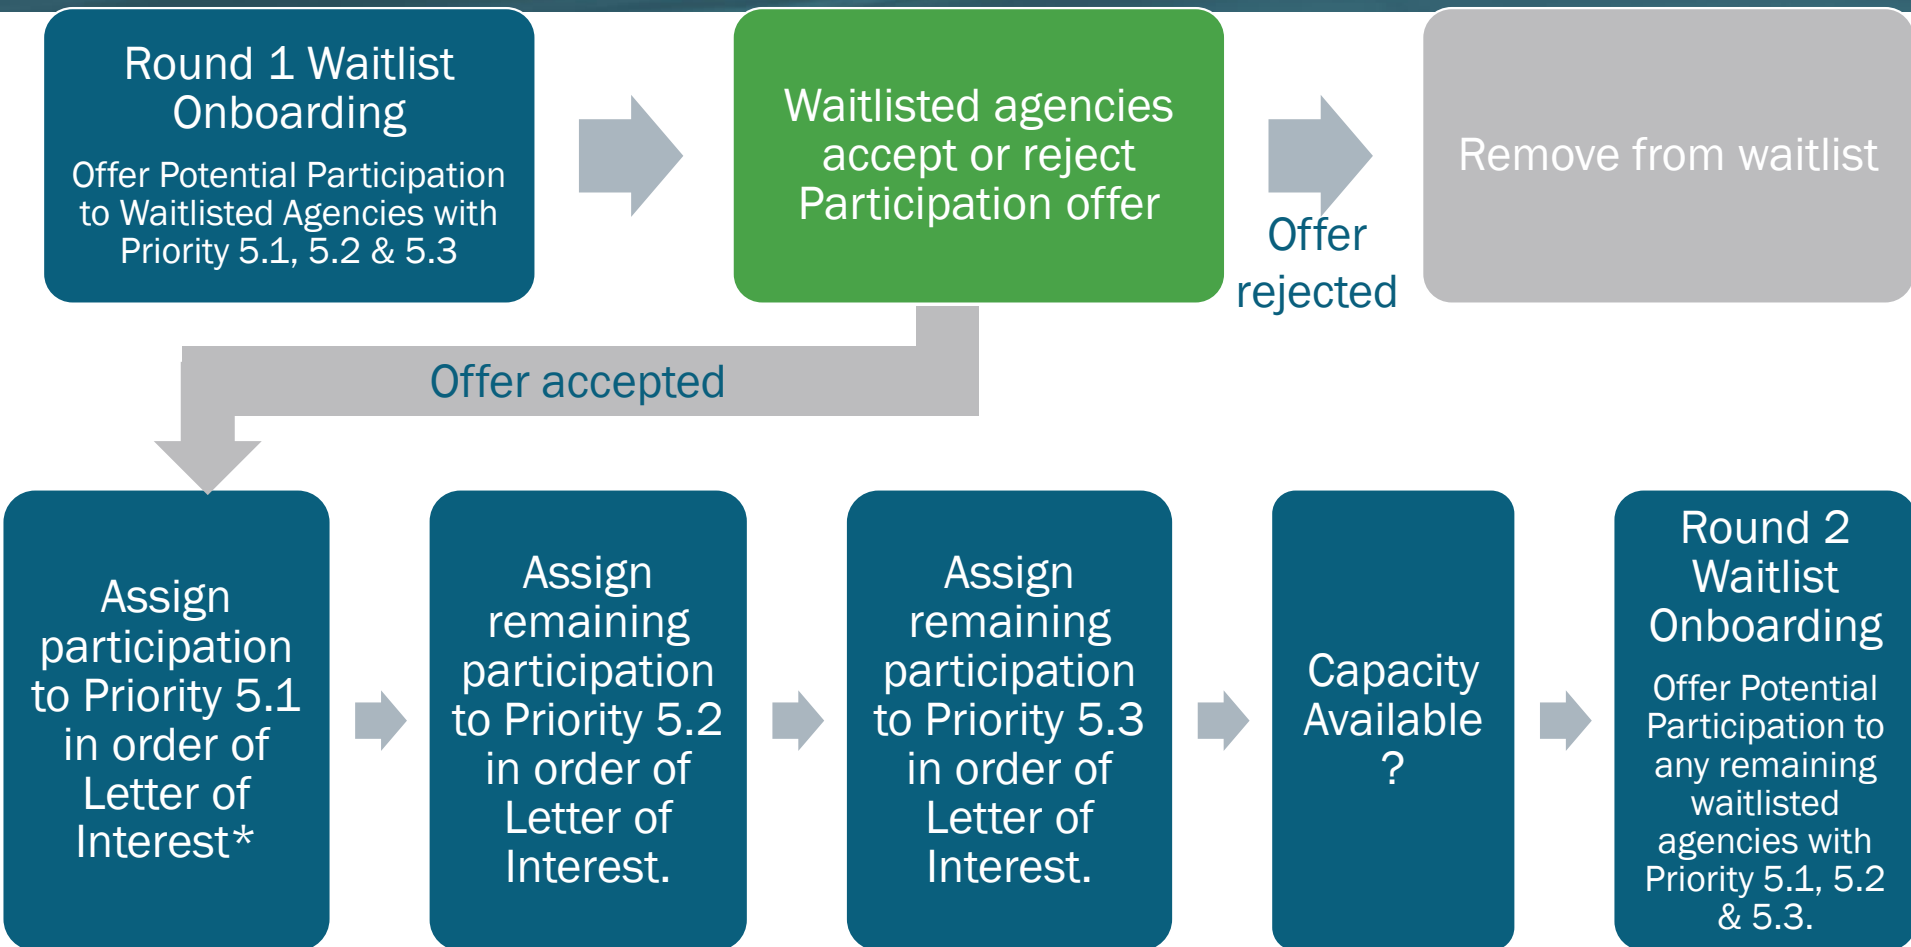 Round 1 Waitlist
Onboarding
Offer Potential Participation
to Waitlisted Agencies with
Priority 5.1, 5.2 & 5.3
Waitlisted agencies
accept or reject
Participation offer
Offer
rejected
Remove from waitlist
Offer accepted
Assign
participation
to Priority 5.1
in order of
Letter of
Interest*
Assign
remaining
participation
to Priority 5.2
in order of
Letter of
Interest.
Assign
remaining
participation
to Priority 5.3
in order of
Letter of
Interest.
Capacity
Available
?
Round 2
Waitlist
Onboarding
Offer Potential
Participation to
any remaining
waitlisted
agencies with
Priority 5.1, 5.2
& 5.3.